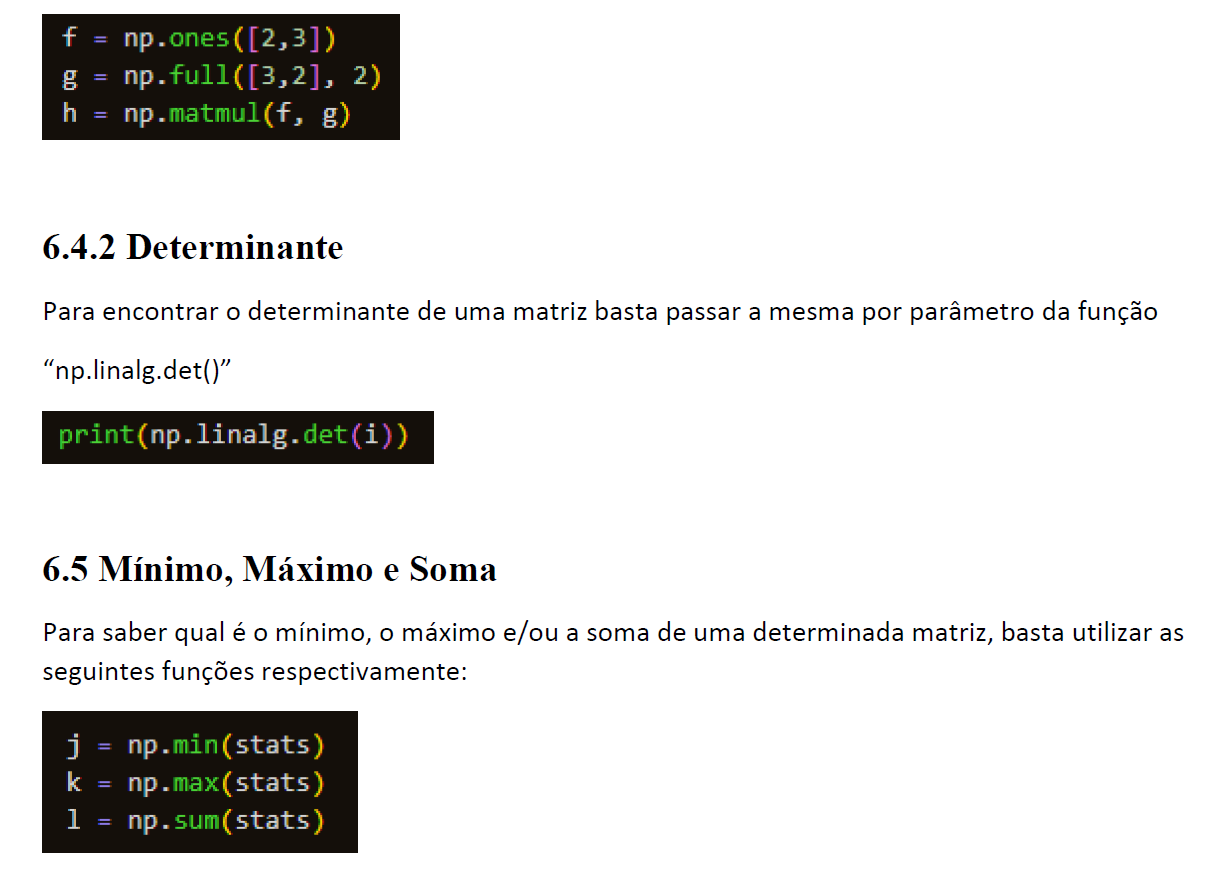 f = np.ones([2,3])
g = np.full([3,2], 2)
h = np.matmul(f, g)
6.4.2 Determinante
Para encontrar o determinante de uma matriz basta passar a mesma por parâmetro da função
“np.linalg.det()”
print(np.linalg.det(i))
6.5 Mínimo, Máximo e Soma
Para saber qual é o mínimo, o máximo e/ou a soma de uma determinada matriz, basta utilizar as
seguintes funções respectivamente:
j = np.min(stats)
k = np.max(stats)
l = np.sum(stats)